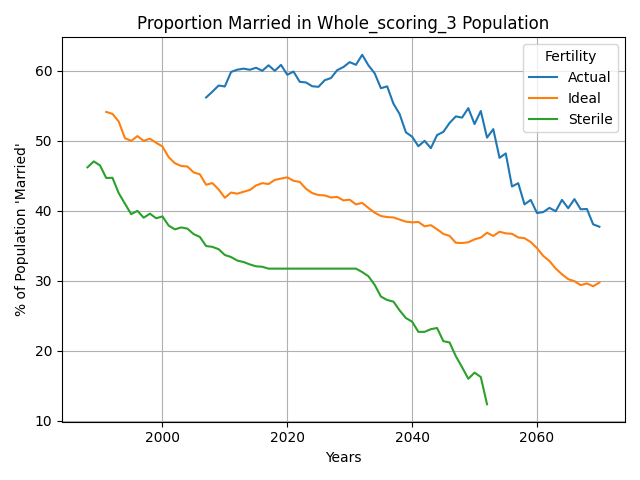 Proportion Married in Whole_scoring_3 Population
Fertility
Actual
Ideal
Sterile
% of Population 'Married'
60
50
40
30
20
10
2000 2020 2040 2060
Years